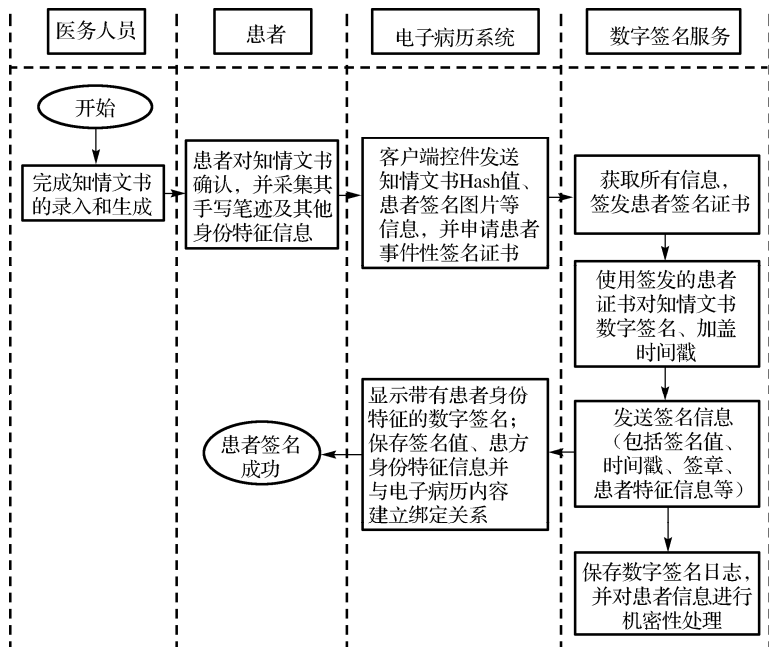 医务人员
患者
电子病历系统
数字签名服务
开始
完成知情文书
的录入和生成
患者对知情文书
确认，并采集其
手写笔迹及其他
身份特征信息
客户端控件发送
知情文书Hash值、
患者签名图片等
信息，并申请患者
事件性签名证书
获取所有信息，
签发患者签名证书
使用签发的患者
证书对知情文书
数字签名、加盖
时间戳
发送签名信息
（包括签名值、
时间戳、签章、
患者特征信息等）
显示带有患者身份
特征的数字签名；
保存签名值、患方
身份特征信息并
与电子病历内容
建立绑定关系
患者签名
成功
保存数字签名日志，
并对患者信息进行
机密性处理